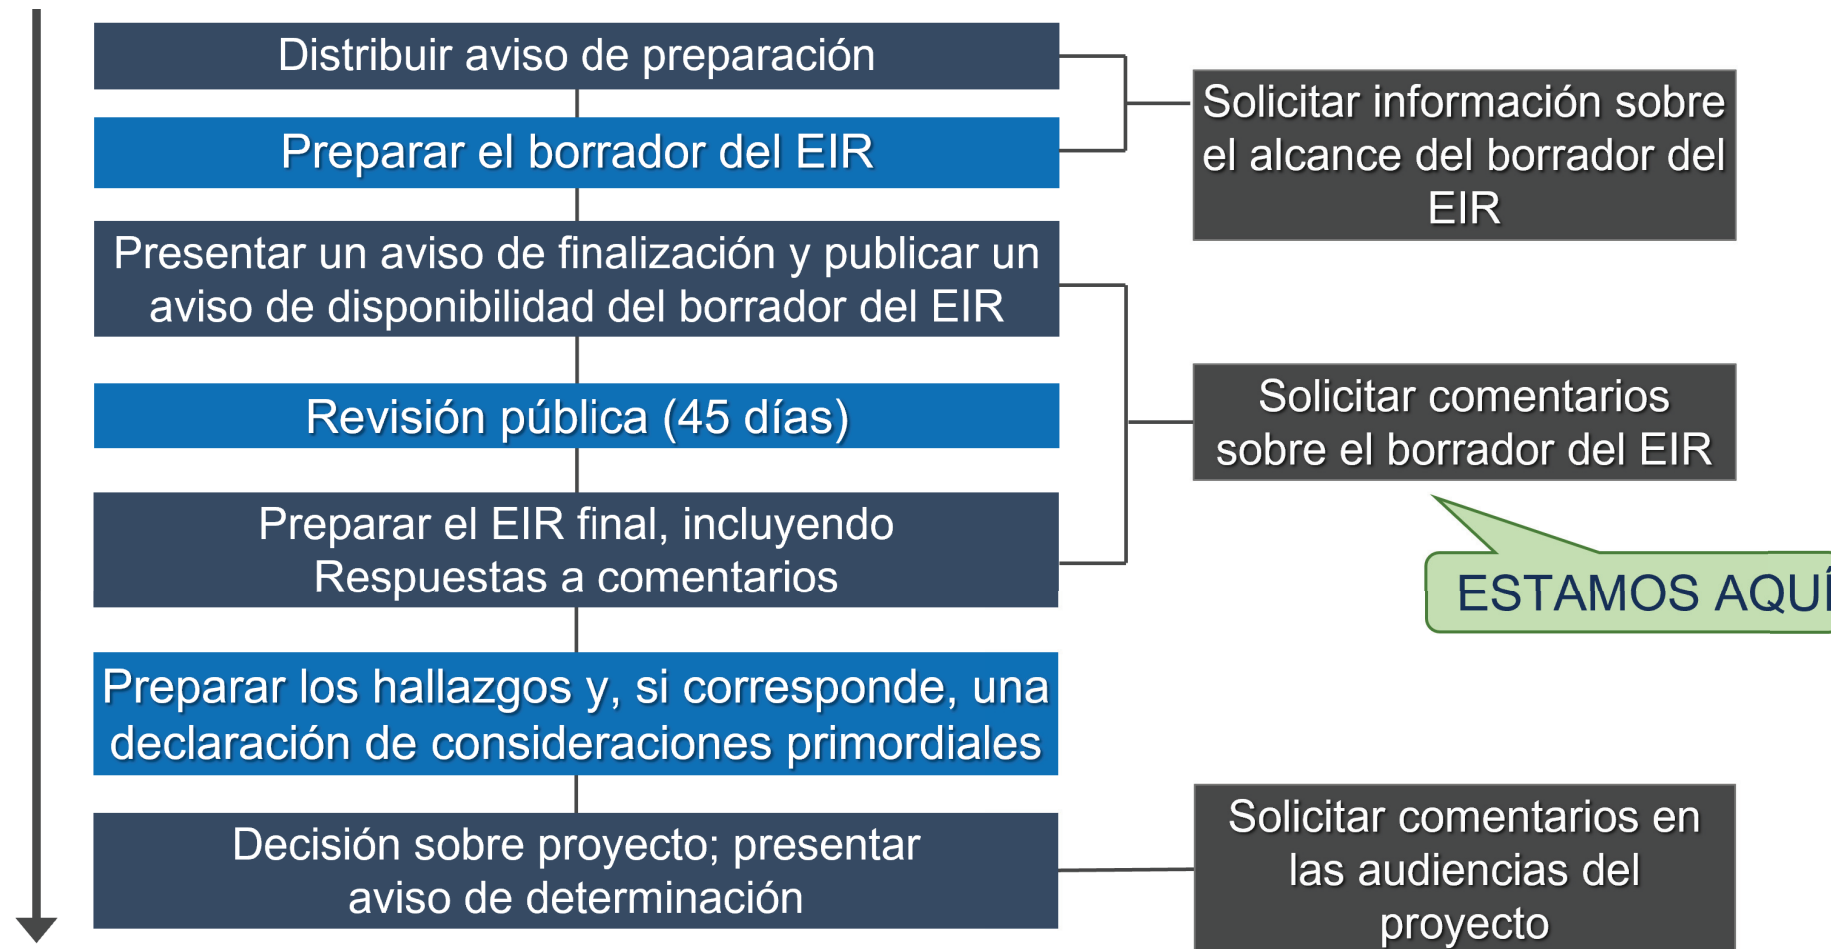 Distribuir aviso de preparación
Preparar el borrador del EIR
Solicitar información sobre
el alcance del borrador del
EIR
Presentar un aviso de finalización y publicar un
aviso de disponibilidad del borrador del EIR
Revisión pública (45 días)
Solicitar comentarios
sobre el borrador del EIR
Preparar el EIR final, incluyendo
Respuestas a comentarios
ESTAMOS AQUÍ
Preparar los hallazgos y, si corresponde, una
declaración de consideraciones primordiales
Decisión sobre proyecto; presentar
aviso de determinación
Solicitar comentarios en
las audiencias del
proyecto